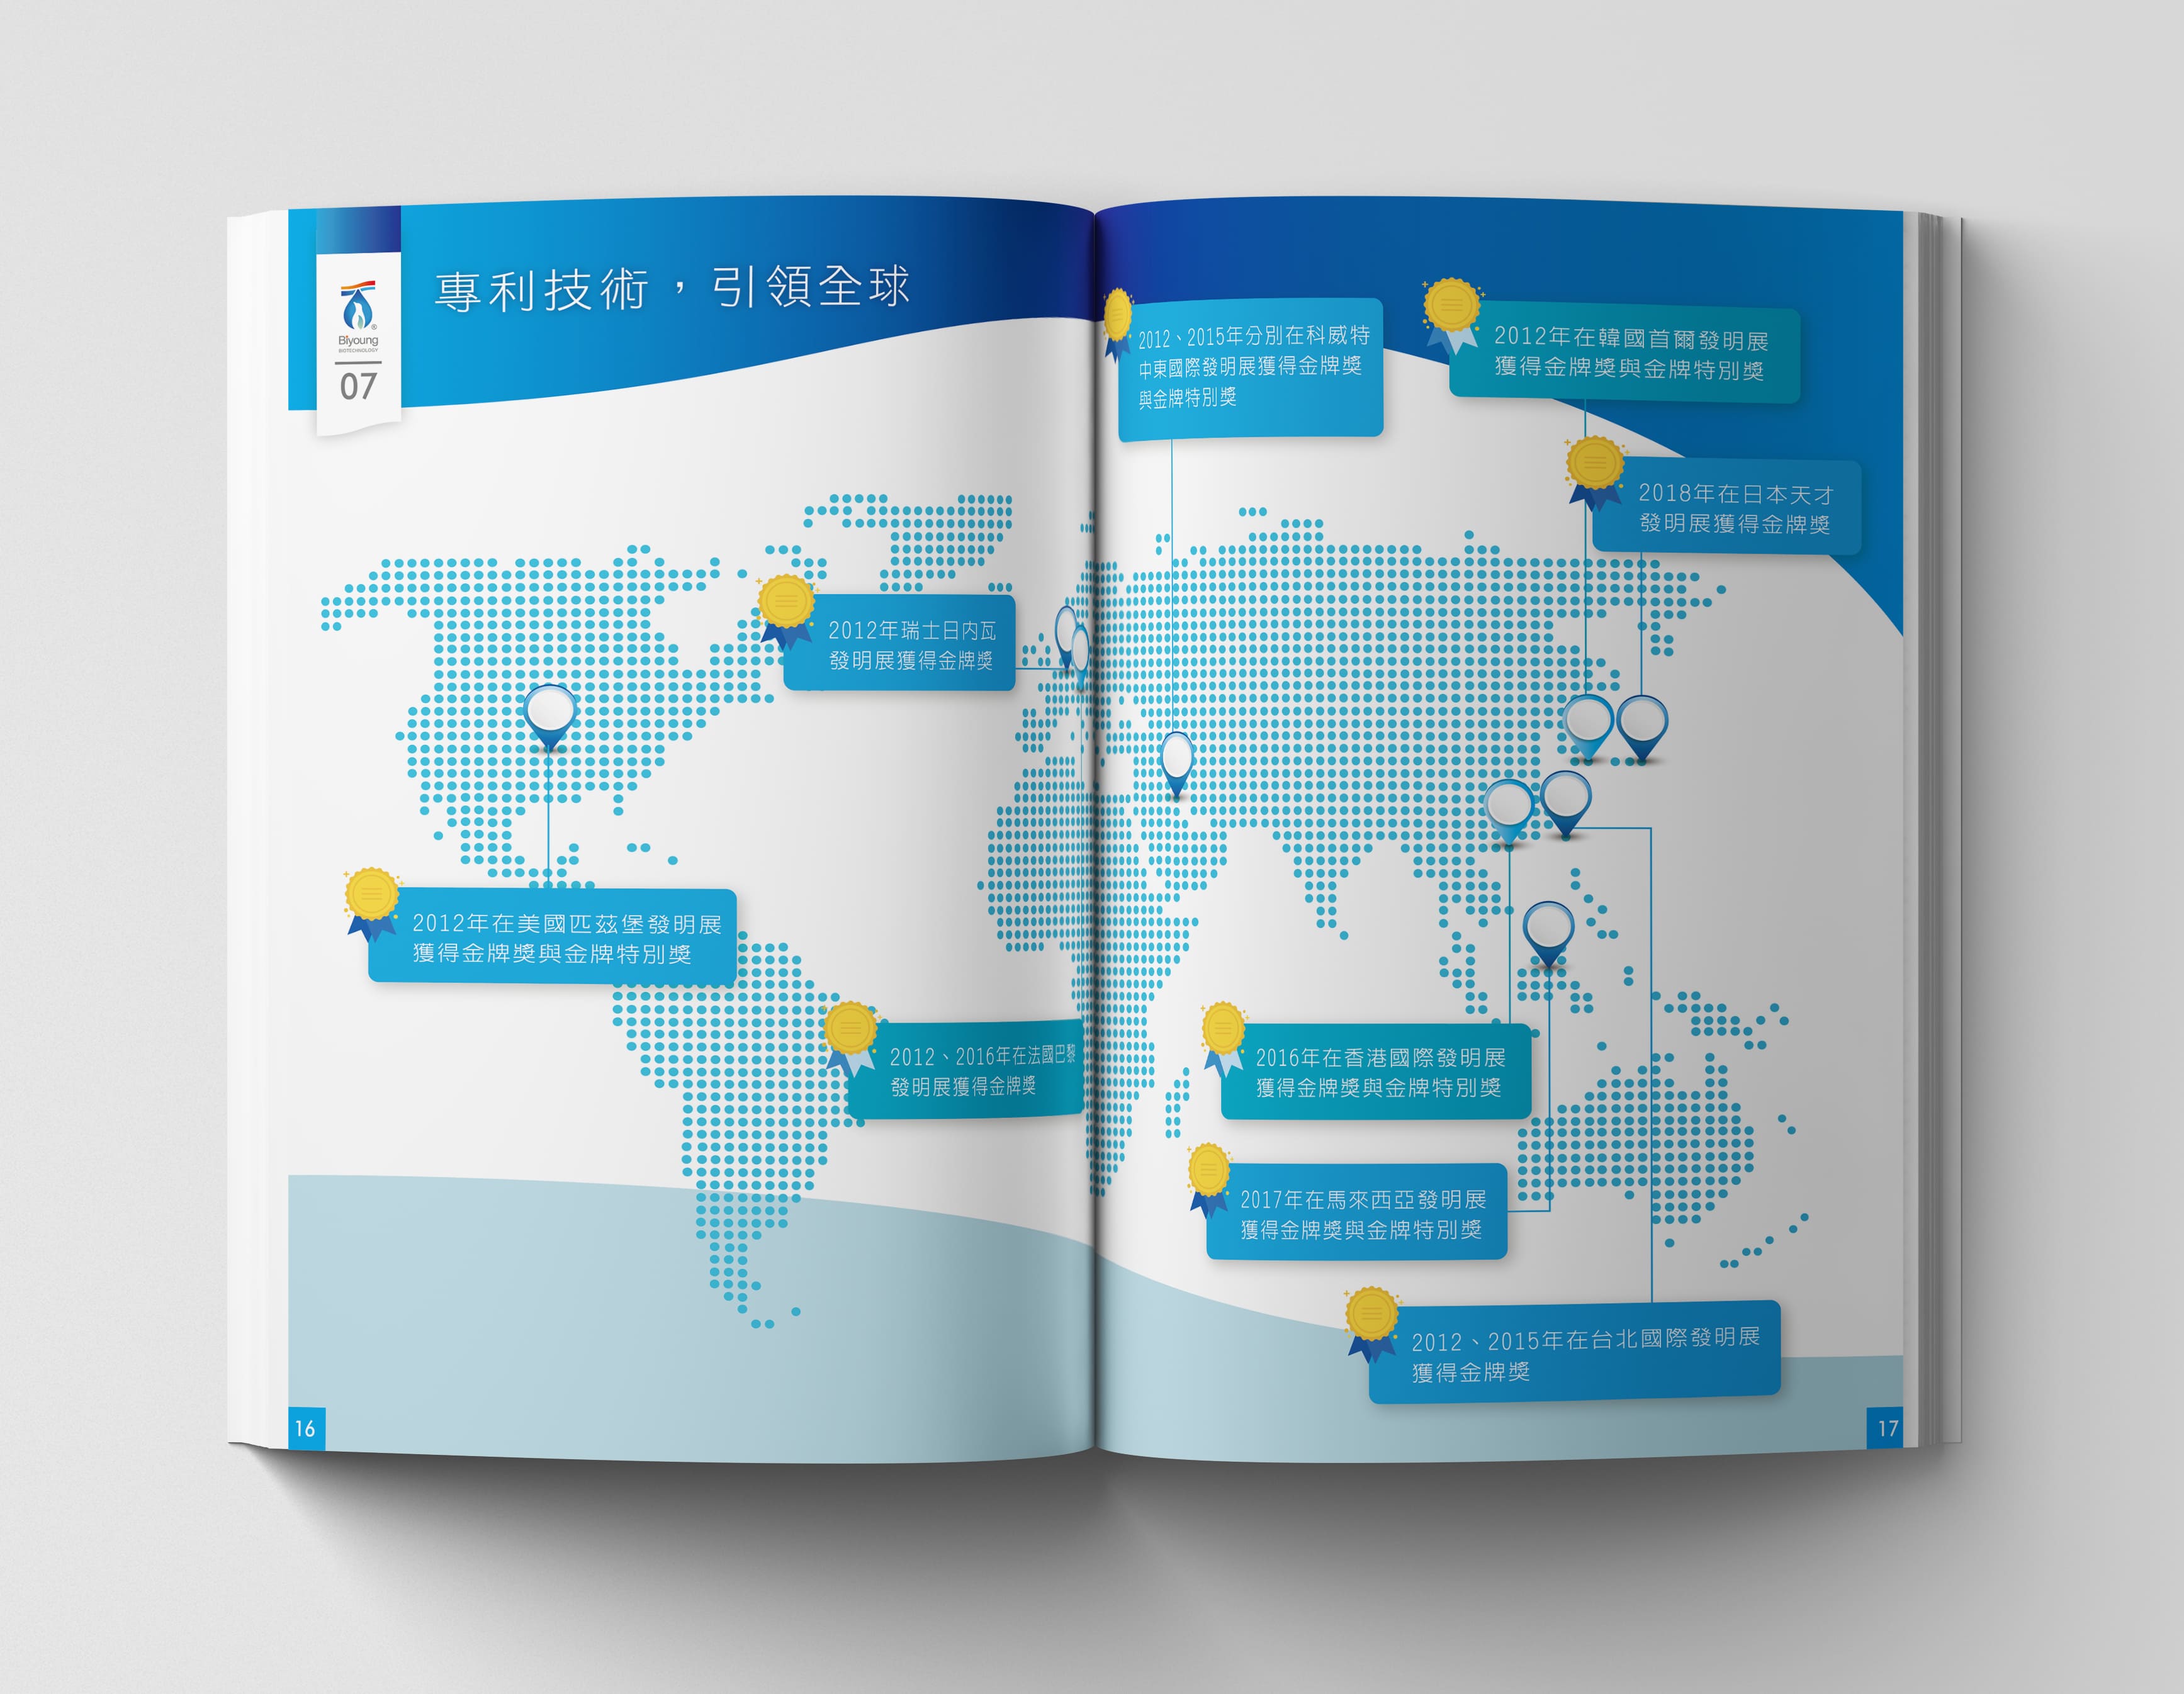 Biyoung
BIOTECHNOLOGY
07
專利技術，引領全球
2012年瑞士日內瓦
發明展獲得金牌獎
2012年在美國匹茲堡發明展
獲得金牌獎與金牌特別獎
2012、2016年在法國巴黎
發明展獲得金牌獎
16
2012、2015年分別在科威特
中東國際發明展獲得金牌獎
與金牌特別獎
2012年在韓國首爾發明展
獲得金牌獎與金牌特別獎
2018年在日本天才
發明展獲得金牌獎
2016年在香港國際發明展
獲得金牌獎與金牌特別獎
2017年在馬來西亞發明展
獲得金牌獎與金牌特別獎
2012、2015年在台北國際發明展
獲得金牌獎
17